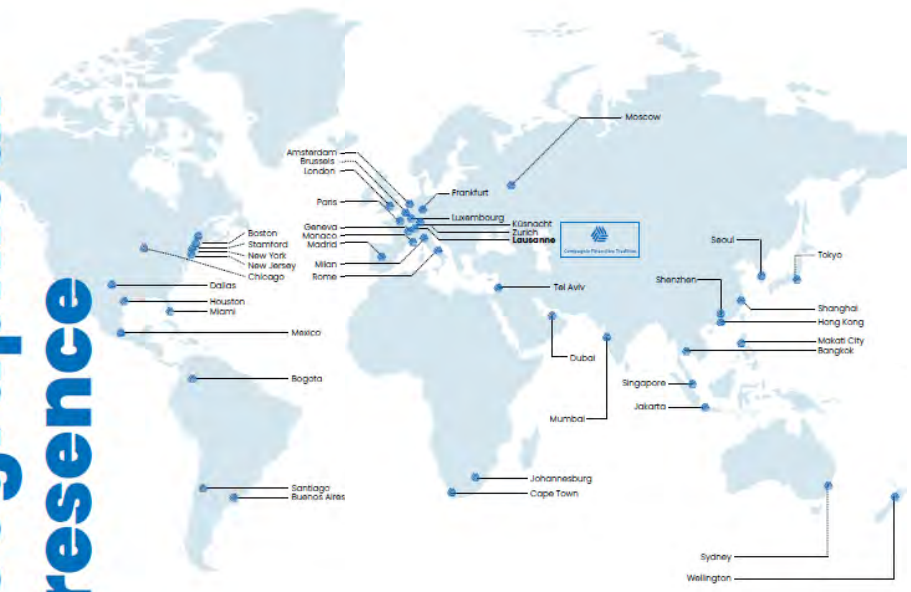 resence
Moscow
Amsterdam
Brussels
London
Paris
Frankfurt
Luxembourg
Geneva
Monaco
Madrid
Küsnacht
Zurich
Lausanne
Compagnie Financière Tradition
Milan
Rome
Boston
Stamford
New York
New Jersey
Chicago
Dallas
Houston
Miami
Mexico
Bogota
Santiago
Buenos Aires
Tel Aviv
Dubai
Mumbai
Johannesburg
Cape Town
Seoul
Tokyo
Shenzhen
Shanghai
Hong Kong
Makati City
Bangkok
Singapore
Jakarta
Sydney
Wellington